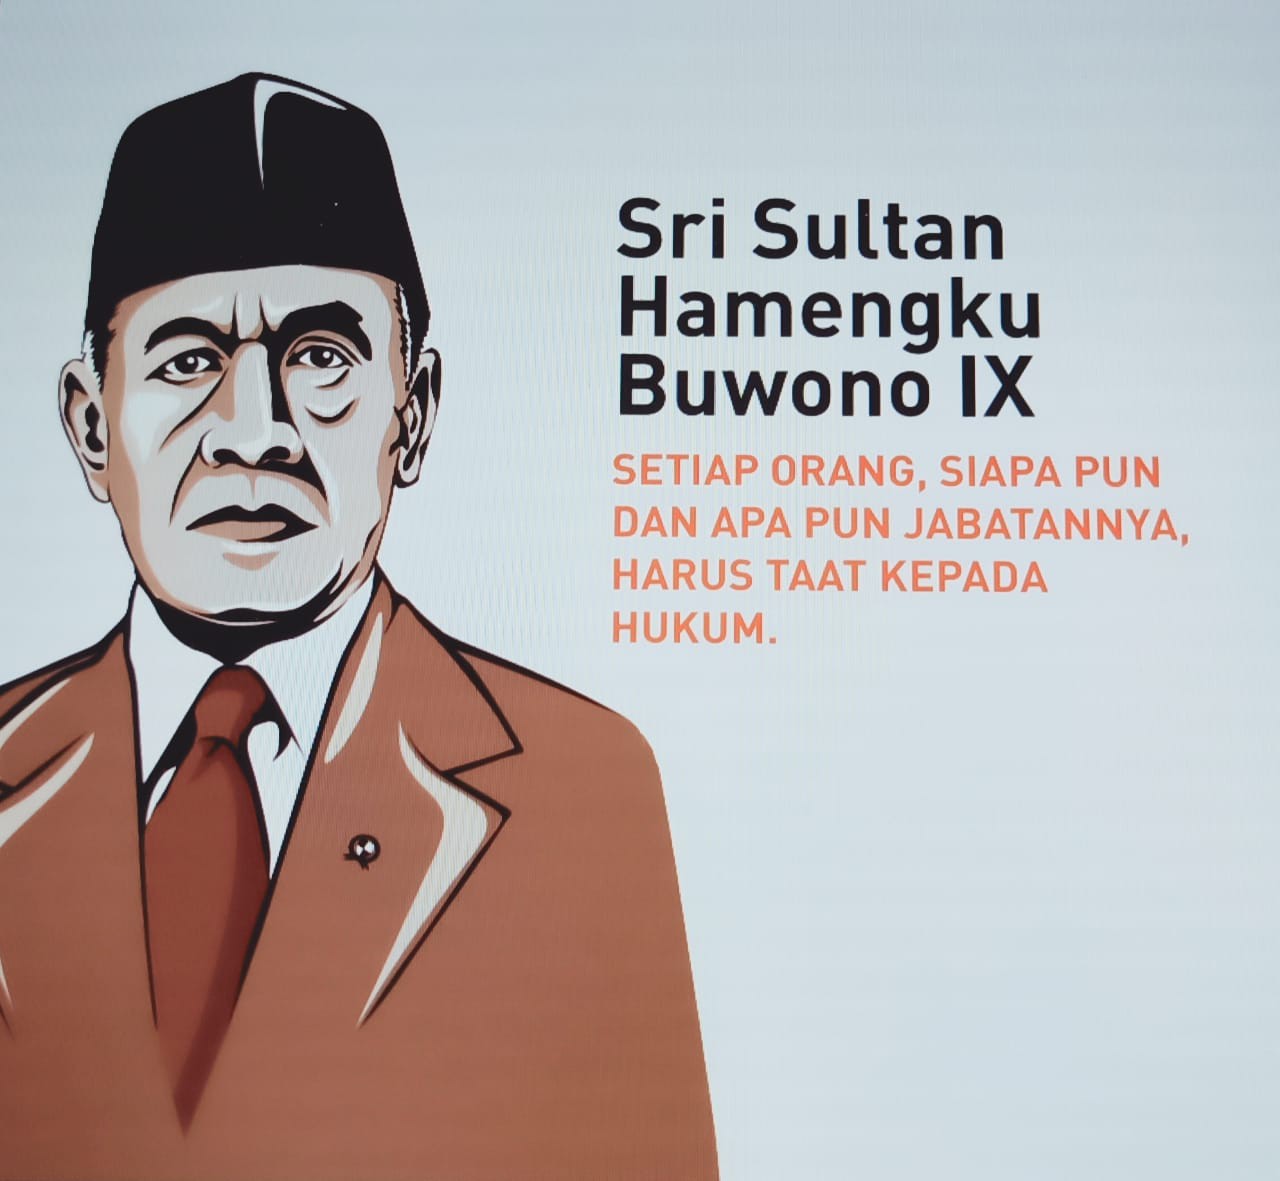 Sri Sultan
Hamengku
Buwono IX
SETIAP ORANG, SIAPA PUN
DAN APA PUN JABATANNYA,
HARUS TAAT KEPADA
HUKUM.